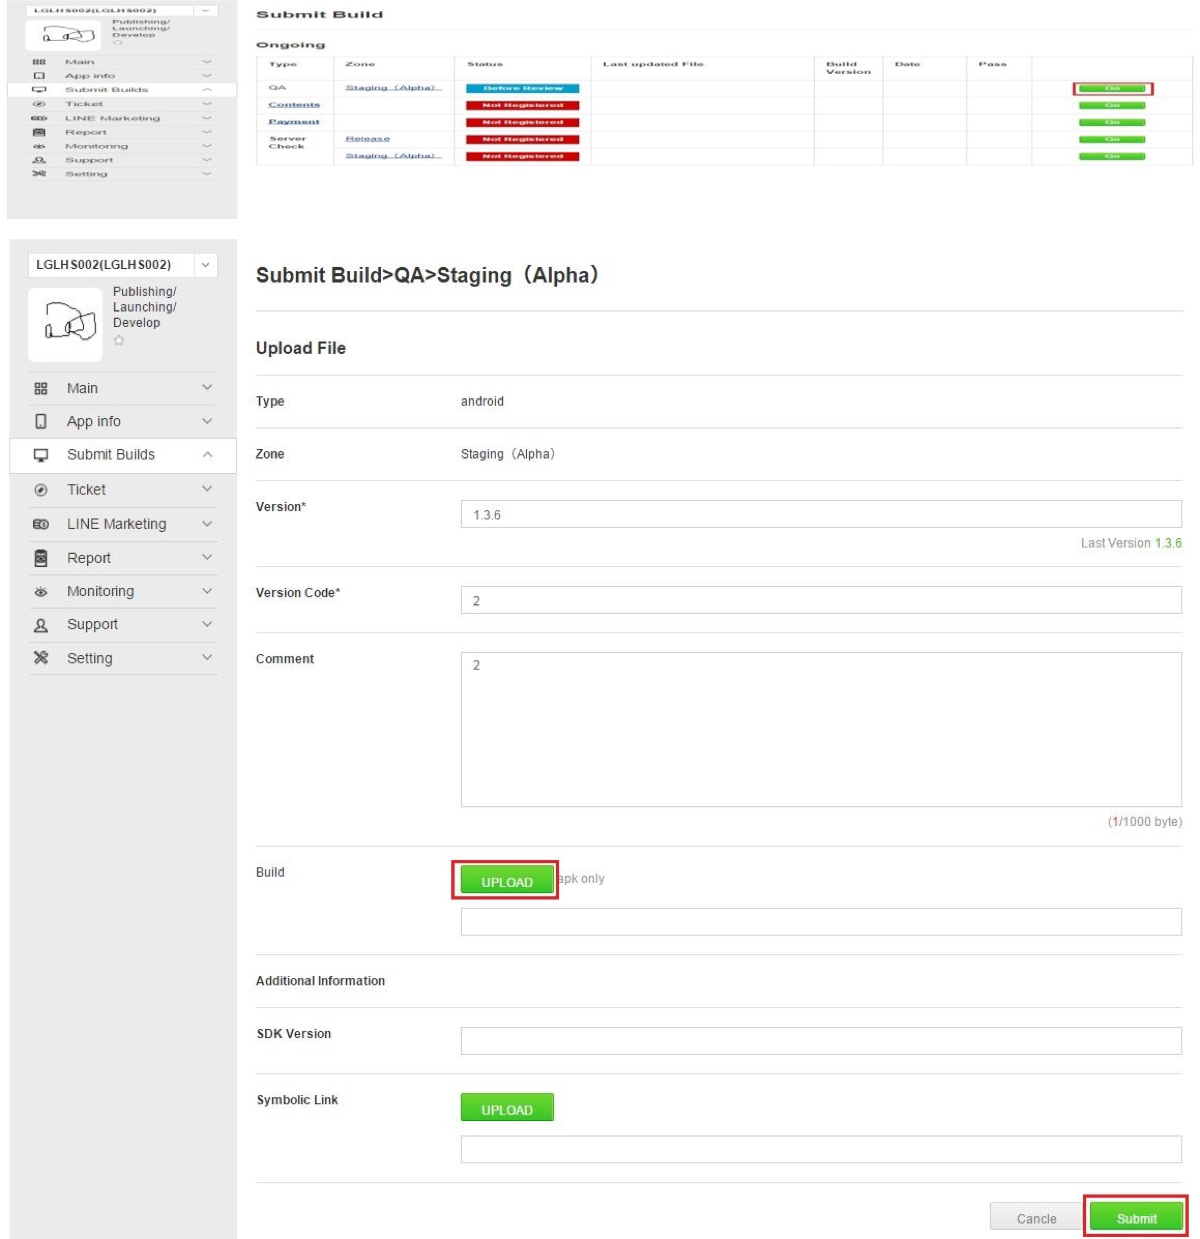 LGLHS002(LGLHS002)
Publishing/
Launching/
Develop
Main
App info
Submit Builds
Ticket
LINE Marketing
Report
Monitoring
Support
Setting
Submit Build
Ongoing
Type Zone Status Last updated File Build Version Date Pass
QA Staging（Alpha） Before Review Go
Contents Not Registered Go
Payment Not Registered Go
Server Check Release Not Registered Go
Staging（Alpha） Not Registered Go
LGLHS002(LGLHS002)
Publishing/
Launching/
Develop
Main
App info
Submit Builds
Ticket
LINE Marketing
Report
Monitoring
Support
Setting
Submit Build>QA>Staging（Alpha）
Upload File
Type android
Zone Staging（Alpha）
Version* 1.3.6
Last Version 1.3.6
Version Code* 2
Comment 2
(1/1000 byte)
Build UPLOAD apk only
Additional Information
SDK Version
Symbolic Link UPLOAD
Cancle Submit